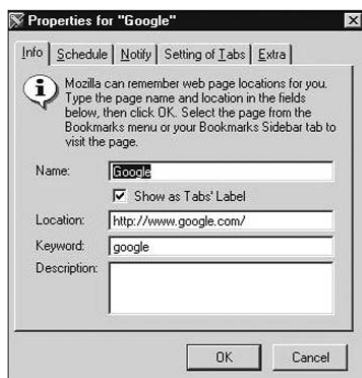 Properties for "Google"
Info Schedule Notify Setting of Tabs Extra
Mozilla can remember web page locations for you.
Type the page name and location in the fields
below, then click OK. Select the page from the
Bookmarks menu or your Bookmarks Sidebar tab to
visit the page.
Name: Google
Show as Tabs' Label
Location: http://www.google.com/
Keyword: google
Description:
OK Cancel